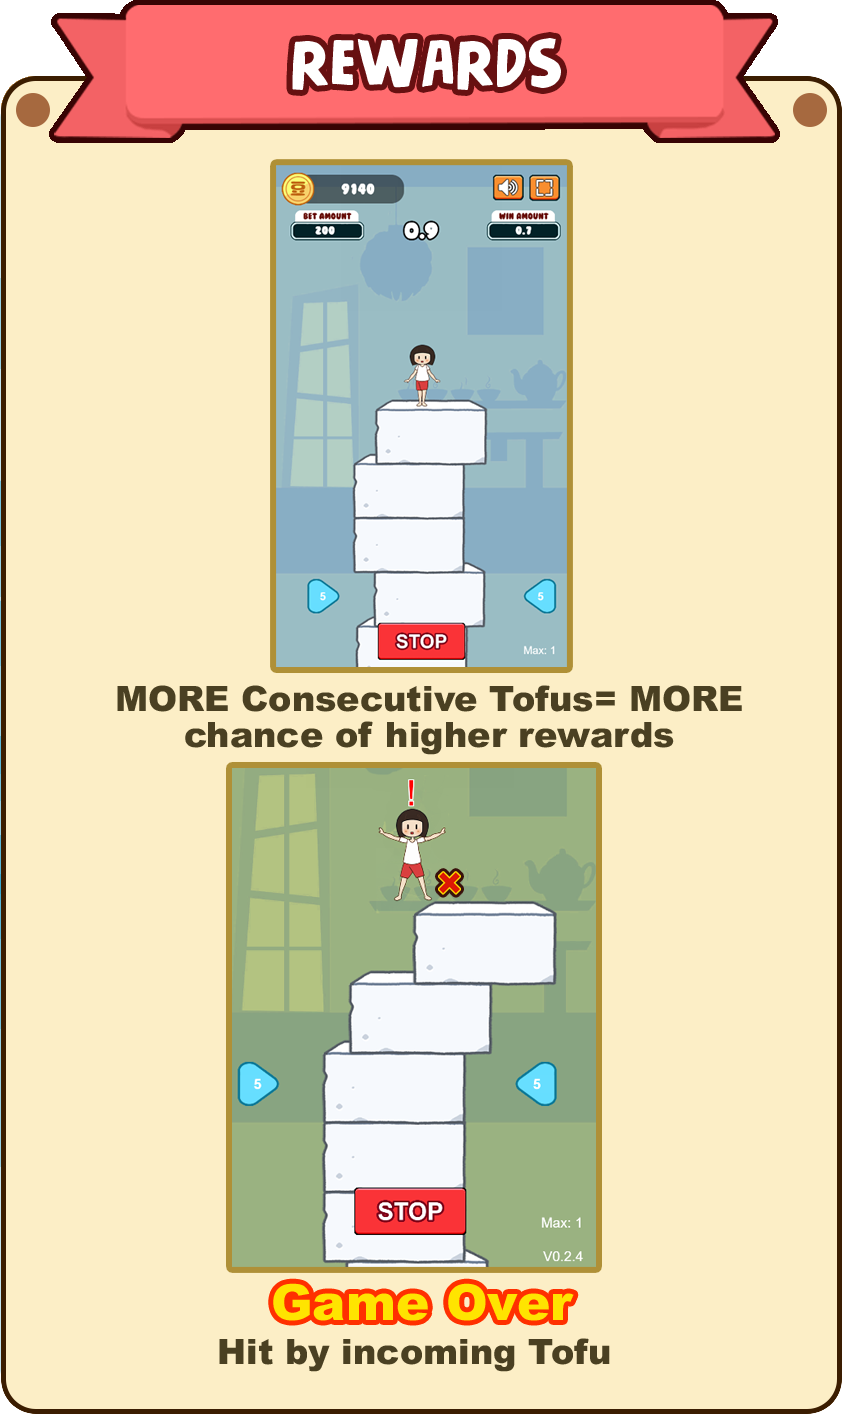 REWARDS
9140
BET AMOUNT
WIN AMOUNT
200
0.9
0.7
5
5
STOP
Max: 1
MORE Consecutive Tofus= MORE
chance of higher rewards
!
5
5
STOP
Max: 1
V0.2.4
Game Over
Hit by incoming Tofu